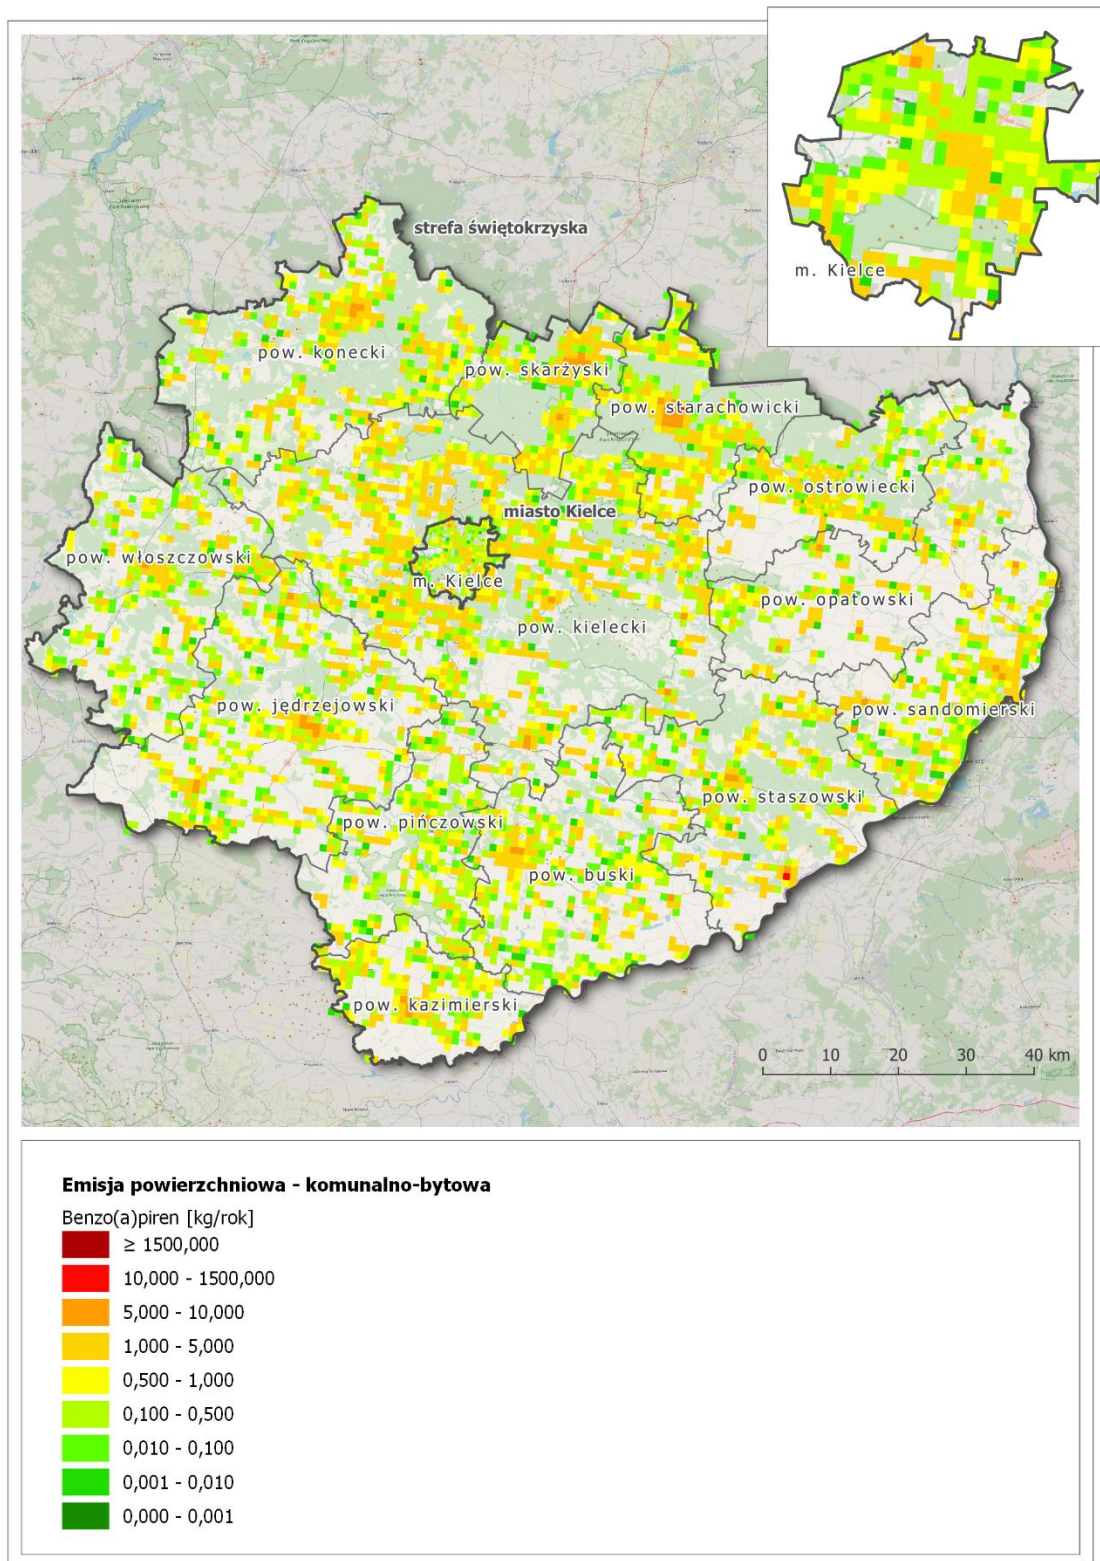 m. Kielce
strefa świętokrzyska
pow. konecki
pow. skarżyski
pow. starachowicki
pow. ostrowiecki
miasto Kielce
pow. włoszczowski
m. Kielce
pow. opatowski
pow. kielecki
pow. jędrzejowski
pow. sandomierski
pow. staszowski
pow. pińczowski
pow. buski
pow. kazimierski
0 10 20 30 40 km
Emisja powierzchniowa - komunalno-bytowa
Benzo(a)piren [kg/rok]
≥ 1500,000
10,000 - 1500,000
5,000 - 10,000
1,000 - 5,000
0,500 - 1,000
0,100 - 0,500
0,010 - 0,100
0,001 - 0,010
0,000 - 0,001